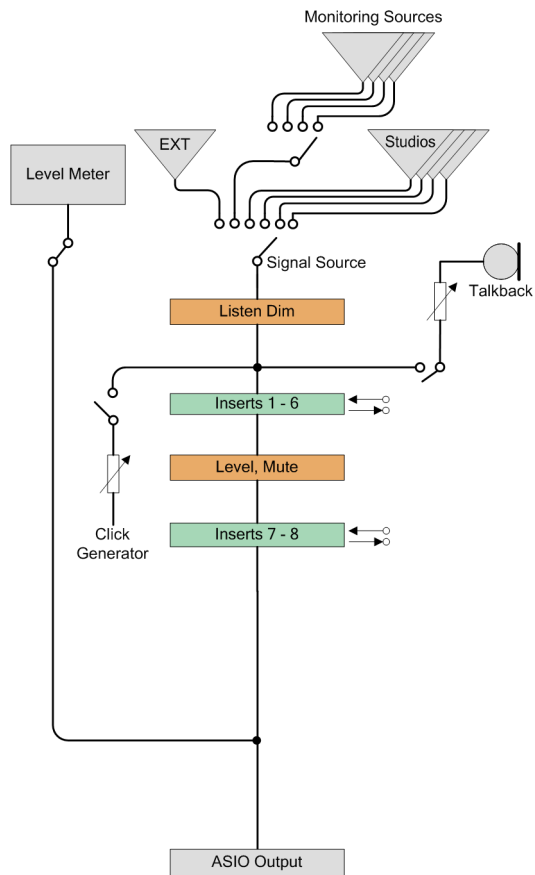 Monitoring Sources
EXT
Studios
Level Meter
Signal Source
Talkback
Listen Dim
Inserts 1 - 6
Level, Mute
Click
Generator
Inserts 7 - 8
ASIO Output